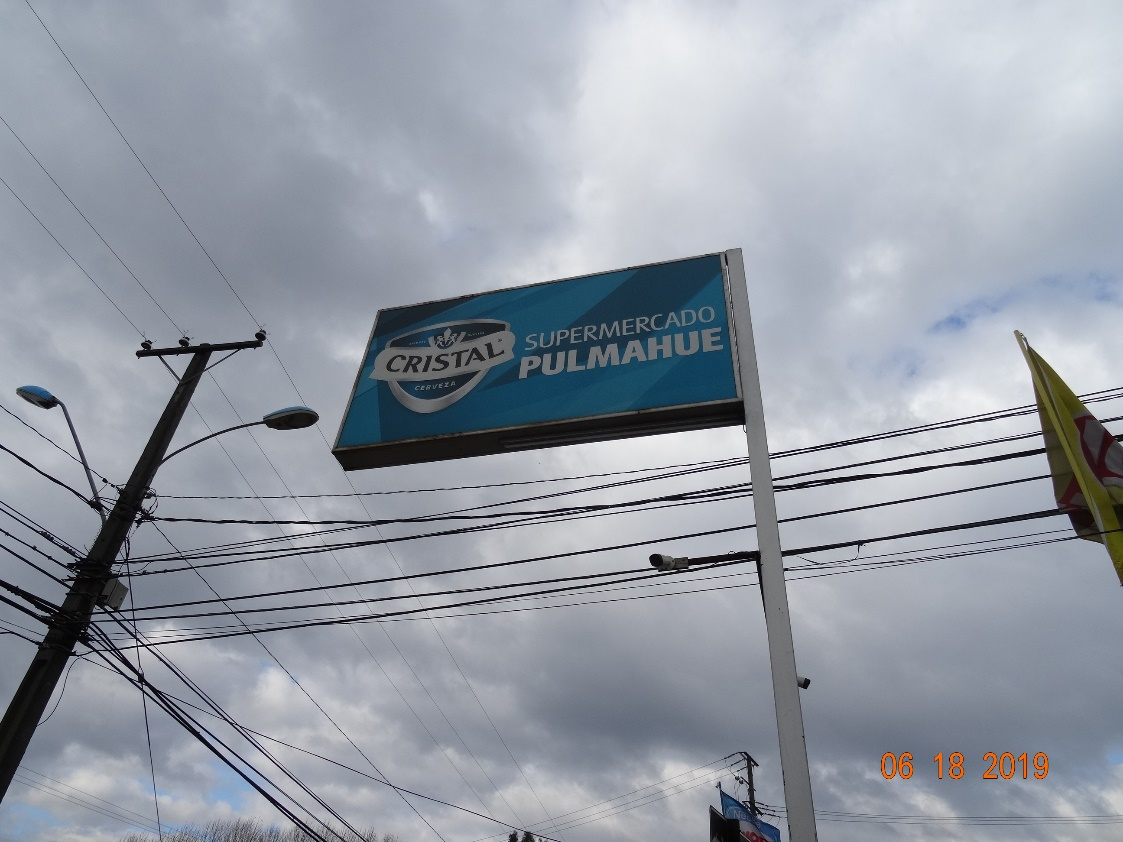 CRISTAL
CERVEZA
SUPERMERCADO
PULMAHUE
06 18 2019